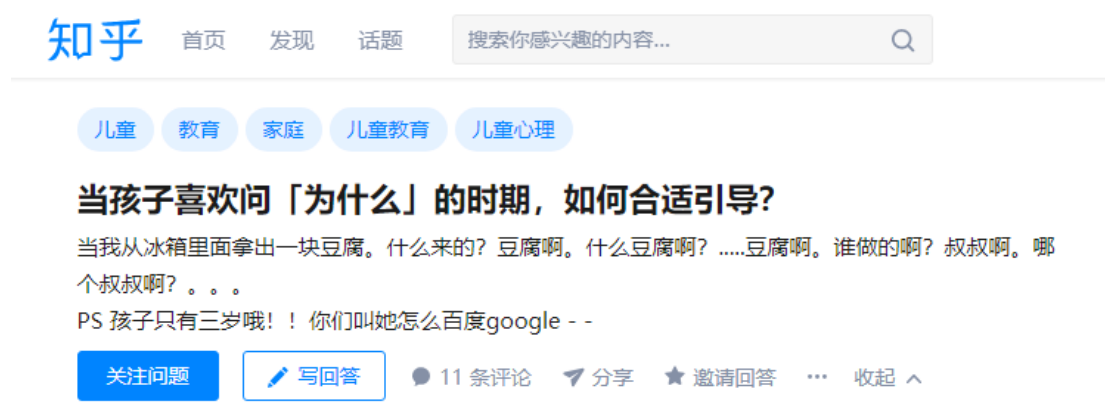 知乎 首页 发现 话题 搜索你感兴趣的内容...
儿童 教育 家庭 儿童教育 儿童心理
当孩子喜欢问「为什么」的时期，如何合适引导？
当我从冰箱里面拿出一块豆腐。什么来的？豆腐啊。什么豆腐啊？.....豆腐啊。谁做的啊？叔叔啊。哪
个叔叔啊？。。。
PS 孩子只有三岁哦！！你们叫她怎么百度google - -
关注问题 写回答 11 条评论 分享 邀请回答 ··· 收起